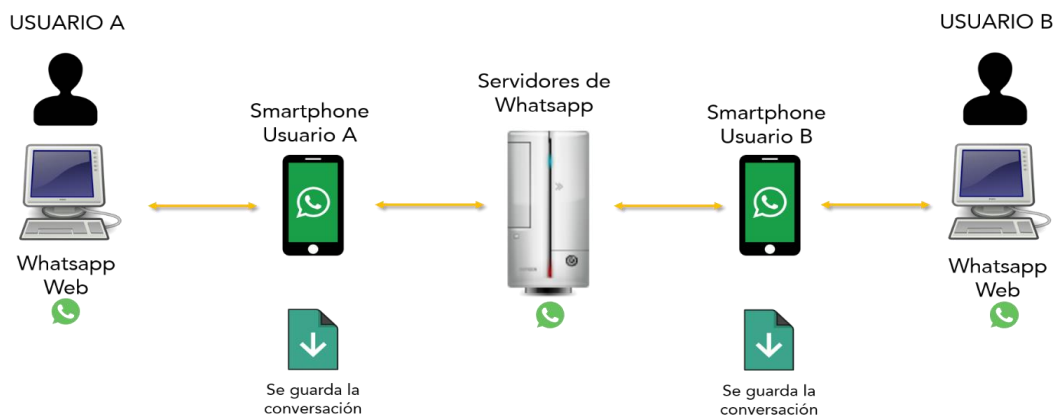 USUARIO A
USUARIO B
Servidores de
Whatsapp
Smartphone
Usuario A
Smartphone
Usuario B
Whatsapp
Web
Whatsapp
Web
Se guarda la
conversación
Se guarda la
conversación